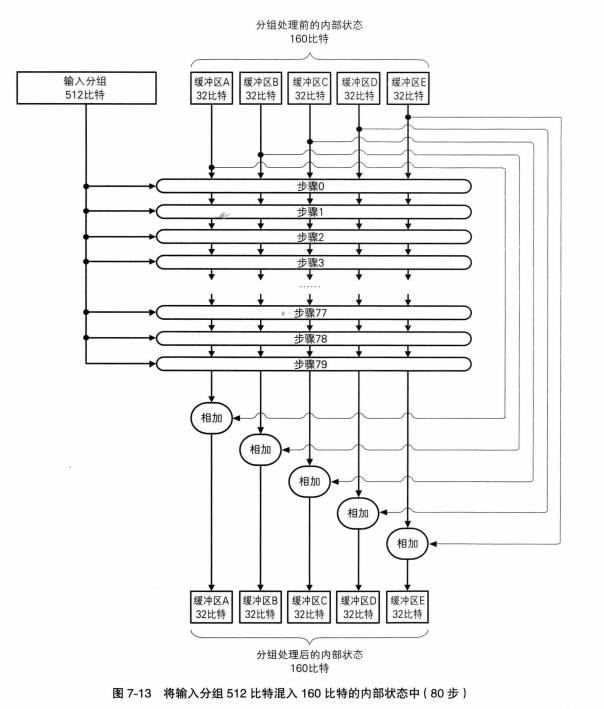 分组处理前的内部状态
160比特
输入分组
512比特
缓冲区A
32比特
缓冲区B
32比特
缓冲区C
32比特
缓冲区D
32比特
缓冲区E
32比特
步骤0
步骤1
步骤2
步骤3
……
步骤77
步骤78
步骤79
相加
相加
相加
相加
相加
缓冲区A
32比特
缓冲区B
32比特
缓冲区C
32比特
缓冲区D
32比特
缓冲区E
32比特
分组处理后的内部状态
160比特
图 7-13 将输入分组 512 比特混入 160 比特的内部状态中(80 步)